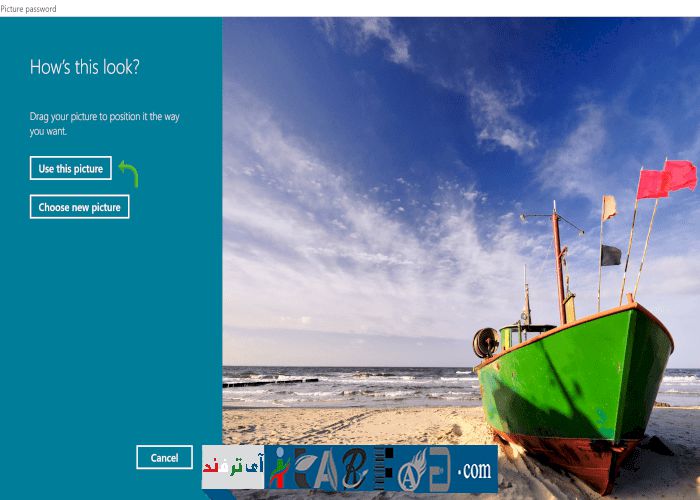 Picture password
How's this look?
Drag your picture to position it the way
you want.
Use this picture
Choose new picture
Cancel
آی ترفند
.com